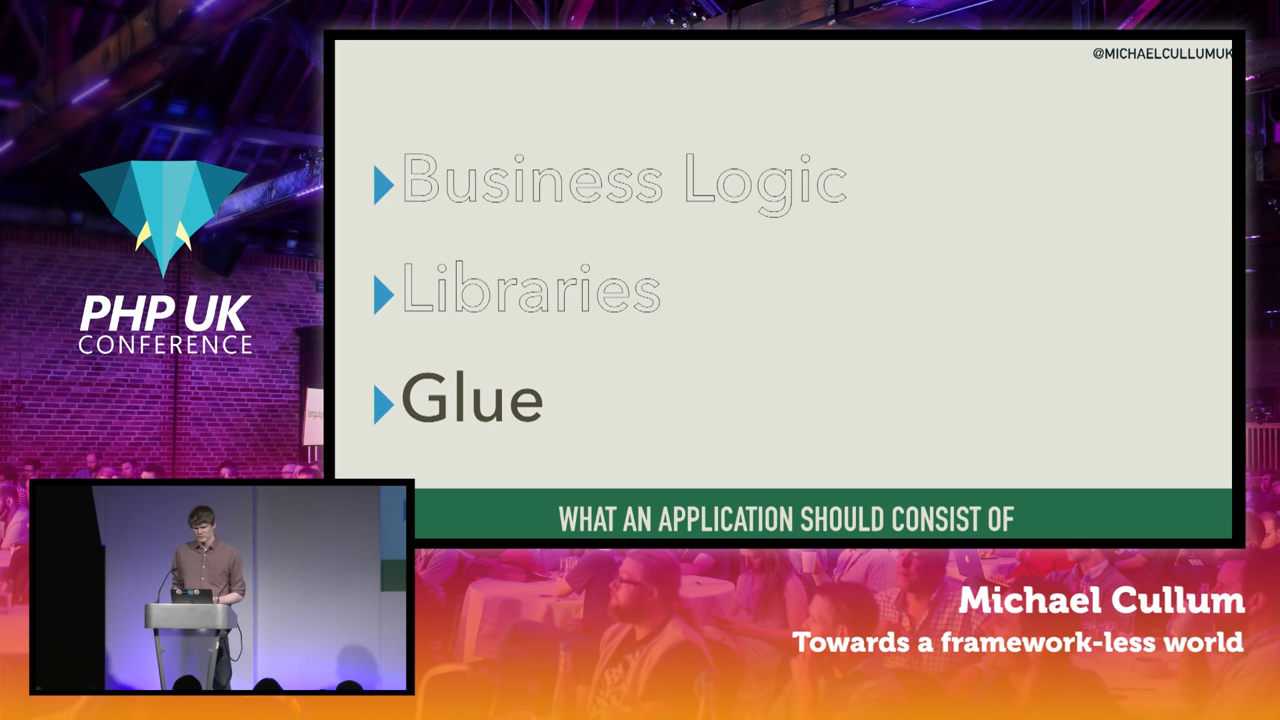 @MICHAELCULLUMUK
Business Logic
Libraries
Glue
WHAT AN APPLICATION SHOULD CONSIST OF
PHP UK
CONFERENCE
Michael Cullum
Towards a framework-less world